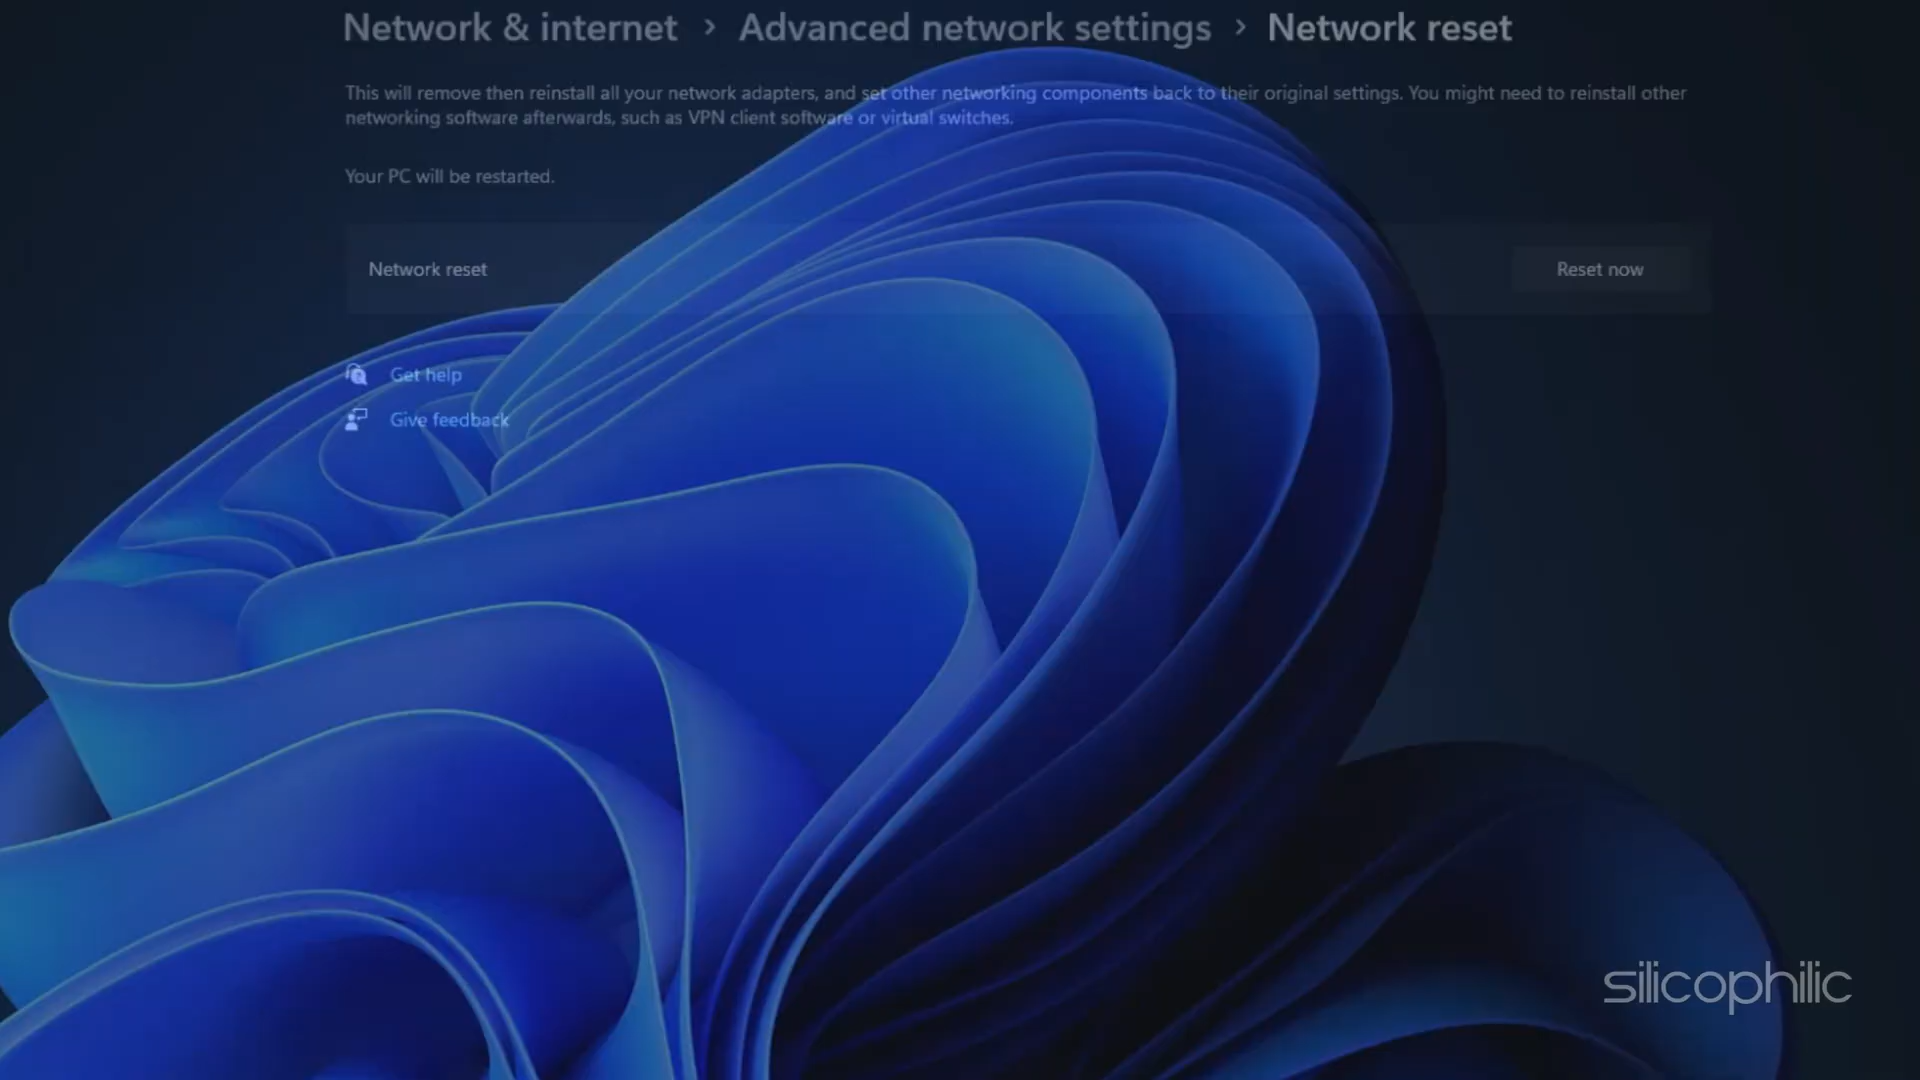 Network & internet > Advanced network settings > Network reset
This will remove then reinstall all your network adapters, and set other networking components back to their original settings. You might need to reinstall other
networking software afterwards, such as VPN client software or virtual switches.
Your PC will be restarted.
Network reset
Reset now
Get help
Give feedback
silicophilic